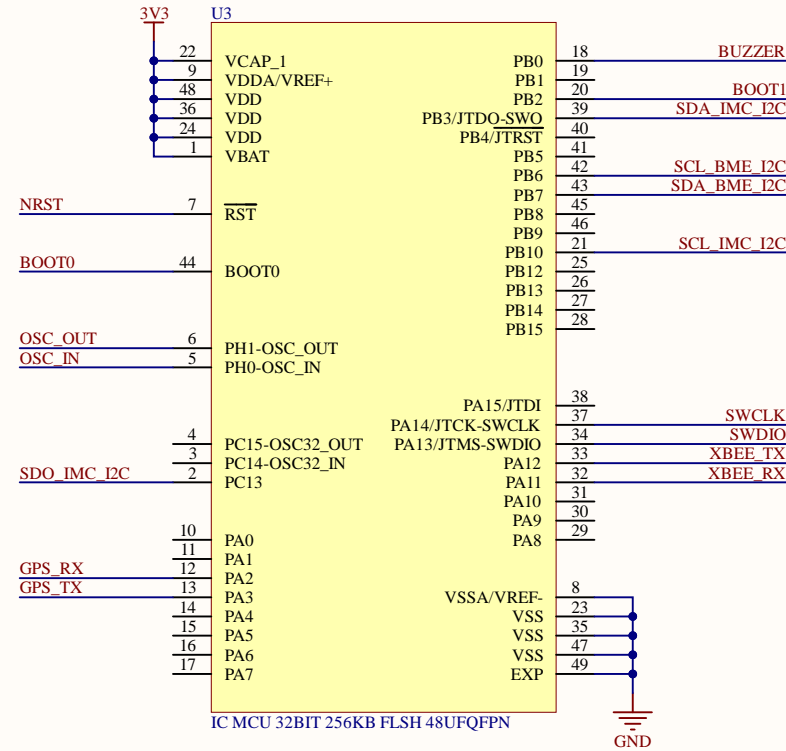 3V3
U3
22 VCAP_1
9 VDDA/VREF+
48 VDD
36 VDD
24 VDD
1 VBAT
NRST 7 RST
BOOT0 44 BOOT0
OSC_OUT 6 PH1-OSC_OUT
OSC_IN 5 PH0-OSC_IN
4 PC15-OSC32_OUT
3 PC14-OSC32_IN
SDO_IMC_I2C 2 PC13
10 PA0
11 PA1
GPS_RX 12 PA2
GPS_TX 13 PA3
14 PA4
15 PA5
16 PA6
17 PA7
PB0 18 BUZZER
PB1 19
PB2 20 BOOT1
PB3/JTDO-SWO 39 SDA_IMC_I2C
PB4/JTRST 40
PB5 41
PB6 42 SCL_BME_I2C
PB7 43 SDA_BME_I2C
PB8 45
PB9 46
PB10 21 SCL_IMC_I2C
PB12 25
PB13 26
PB14 27
PB15 28
PA15/JTDI 38
PA14/JTCK-SWCLK 37 SWCLK
PA13/JTMS-SWDIO 34 SWDIO
PA12 33 XBEE_TX
PA11 32 XBEE_RX
PA10 31
PA9 30
PA8 29
VSSA/VREF- 8
VSS 23
VSS 35
VSS 47
EXP 49
IC MCU 32BIT 256KB FLSH 48UFQFPN
GND